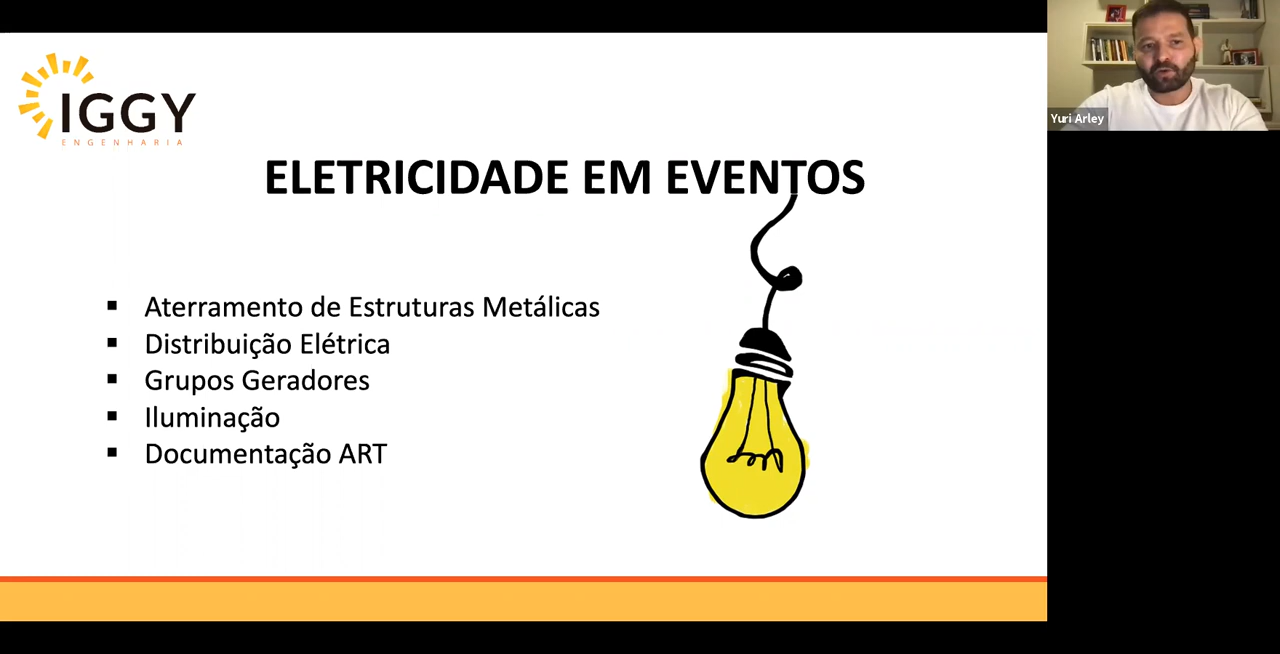 IGGY
ENGENHARIA
ELETRICIDADE EM EVENTOS
▪ Aterramento de Estruturas Metálicas
▪ Distribuição Elétrica
▪ Grupos Geradores
▪ Iluminação
▪ Documentação ART
Yuri Arley